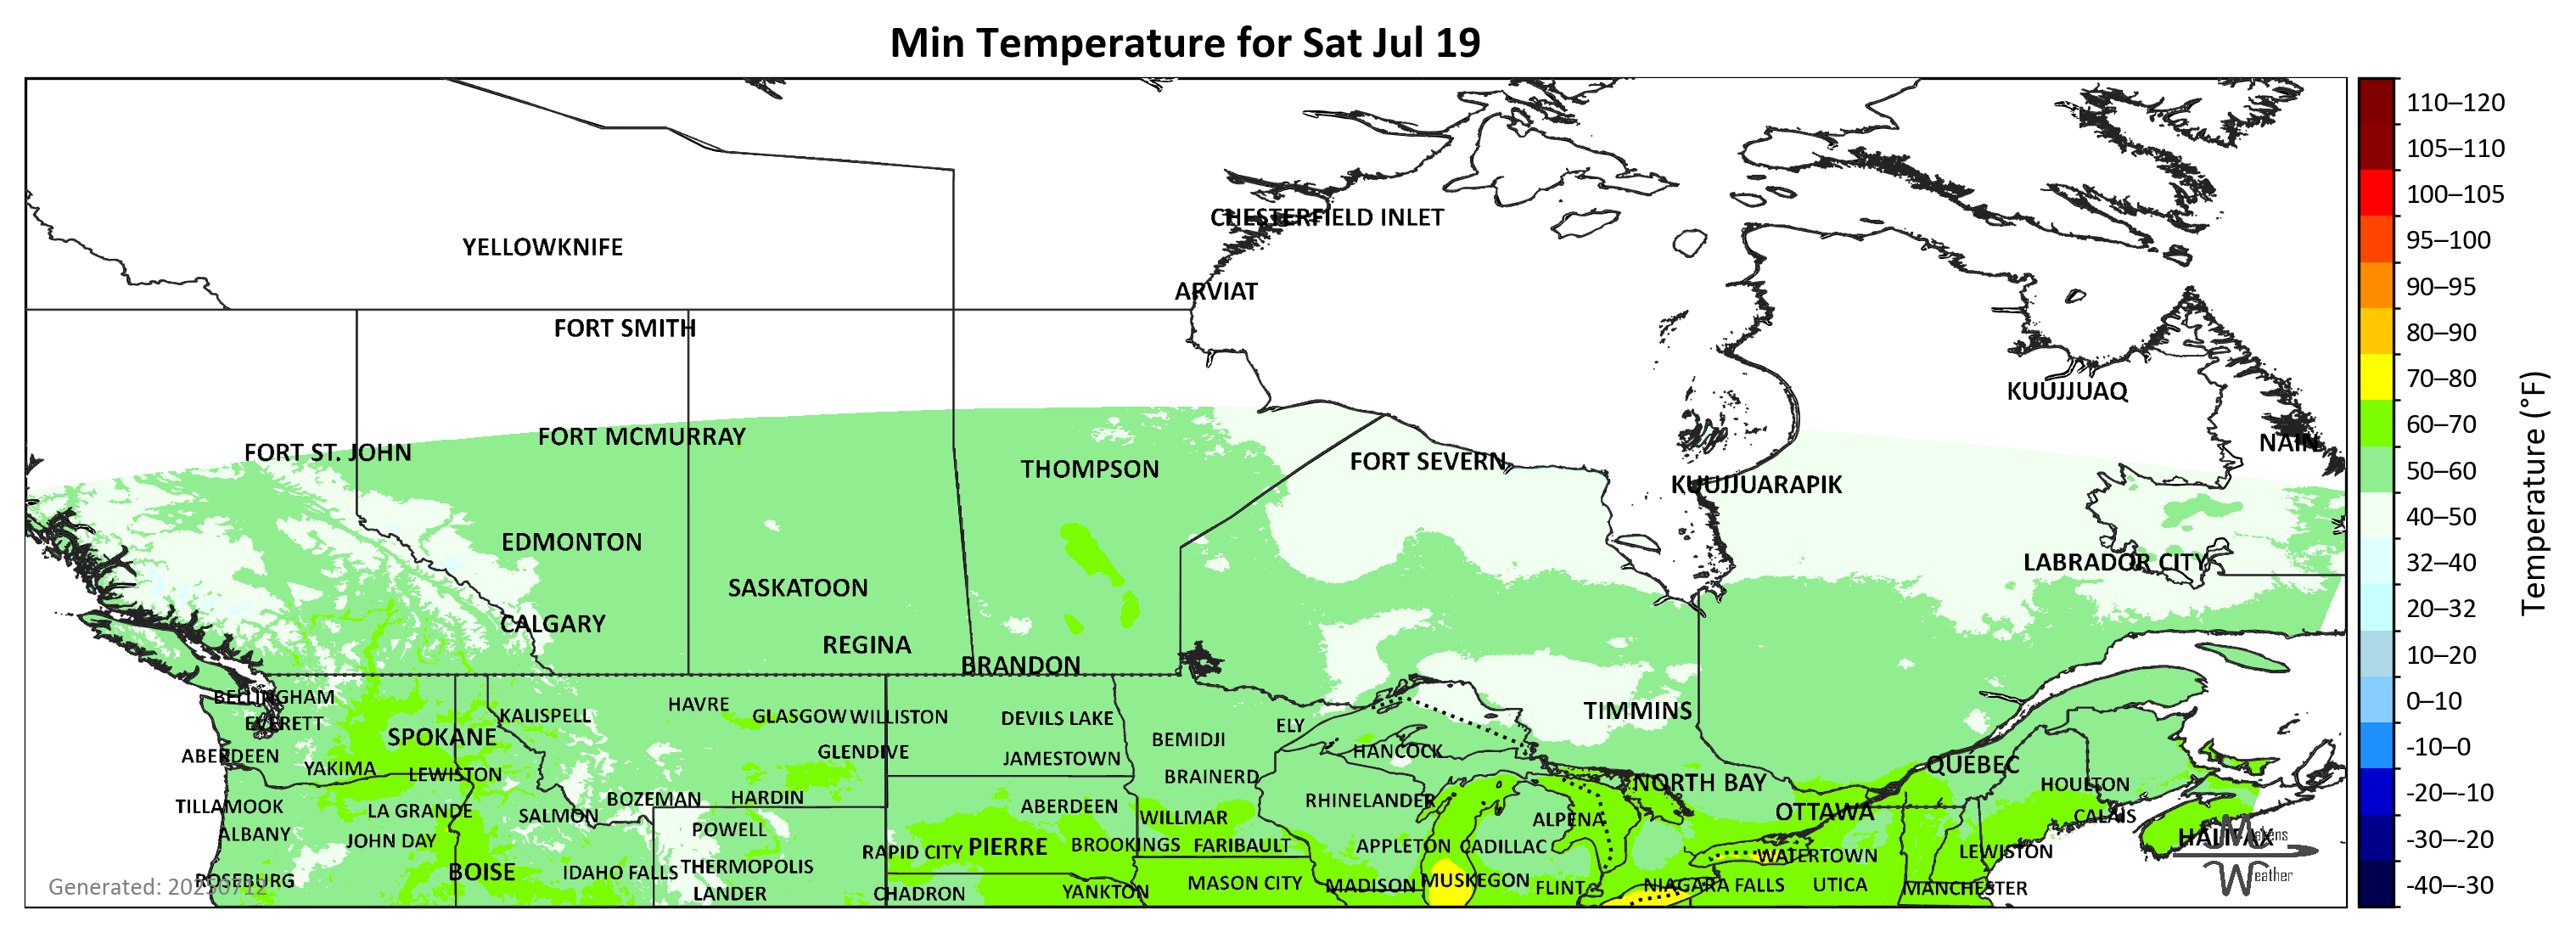 Min Temperature for Sat Jul 19
110–120
105–110
CHESTERFIELD INLET
100–105
YELLOWKNIFE
95–100
ARVIAT
90–95
FORT SMITH
80–90
KUUJJUAQ
70–80
FORT MCMURRAY
60–70
FORT ST. JOHN
NAIN
THOMPSON
FORT SEVERN
50–60
KUUJJUARAPIK
EDMONTON
40–50
LABRADOR CITY
32–40
SASKATOON
20–32
CALGARY
REGINA
BRANDON
10–20
Temperature (°F)
BELLINGHAM
HAVRE
0–10
EVERETT
KALISPELL
GLASGOW
WILLISTON
DEVILS LAKE
ELY
TIMMINS
SPOKANE
BEMIDJI
HANCOCK
-10–0
ABERDEEN
GLENDIVE
JAMESTOWN
YAKIMA
LEWISTON
BRAINERD
NORTH BAY
QUÉBEC
HOULTON
-20–-10
TILLAMOOK
LA GRANDE
SALMON
BOZEMAN
HARDIN
ABERDEEN
WILLMAR
RHINELANDER
ALPENA
OTTAWA
CALAIS
ALBANY
JOHN DAY
POWELL
RAPID CITY
PIERRE
BROOKINGS
FARIBAULT
APPLETON
CADILLAC
WATERTOWN
LEWISTON
HALIFAX
-30–-20
Makens
Weather
ROSEBURG
BOISE
IDAHO FALLS
THERMOPOLIS
LANDER
CHADRON
YANKTON
MASON CITY
MADISON
MUSKEGON
FLINT
NIAGARA FALLS
UTICA
MANCHESTER
-40–-30
Generated: 20250712